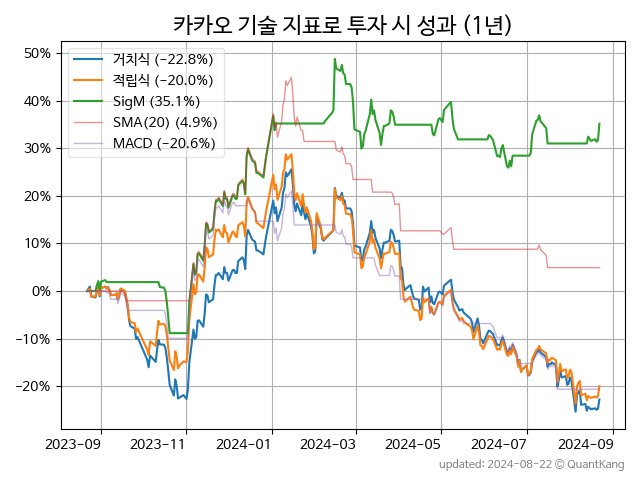 카카오 기술 지표로 투자 시 성과 (1년)
거치식 (−22.8%)
적립식 (−20.0%)
SigM (35.1%)
SMA(20) (4.9%)
MACD (−20.6%)
50%
40%
30%
20%
10%
0%
−10%
−20%
2023-09 2023-11 2024-01 2024-03 2024-05 2024-07 2024-09
updated: 2024-08-22 © QuantKang